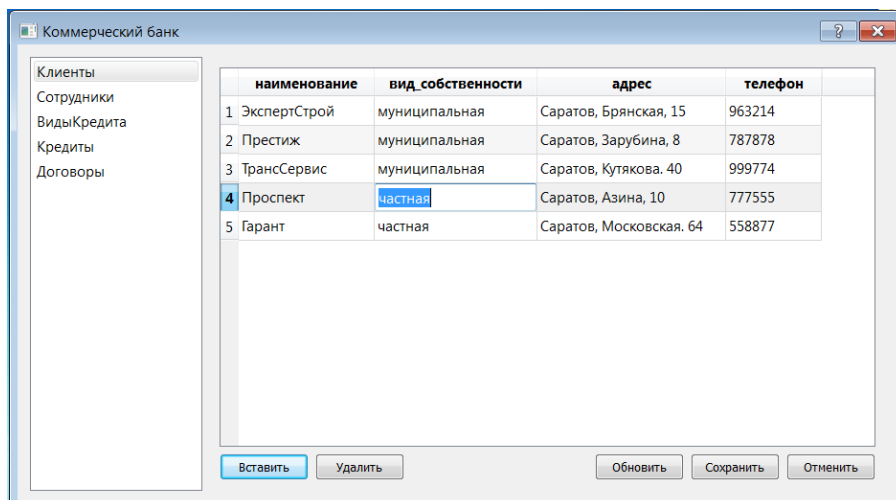 Коммерческий банк
Клиенты
Сотрудники
ВидыКредита
Кредиты
Договоры
наименование вид_собственности адрес телефон
1 ЭкспертСтрой муниципальная Саратов, Брянская, 15 963214
2 Престиж муниципальная Саратов, Зарубина, 8 787878
3 ТрансСервис муниципальная Саратов, Кутякова. 40 999774
4 Проспект частная Саратов, Азина, 10 777555
5 Гарант частная Саратов, Московская. 64 558877
Вставить Удалить Обновить Сохранить Отменить